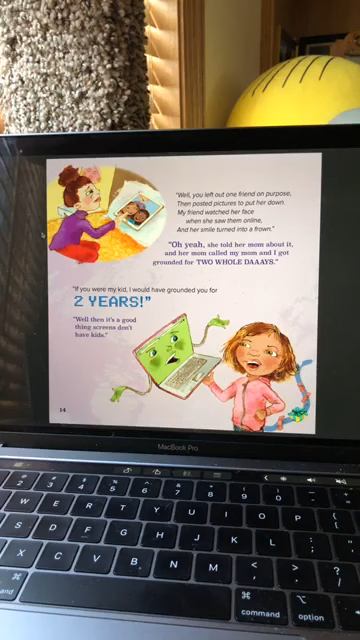 "Well, you left out one friend on purpose,
Then posted pictures to put her down.
My friend watched her face
when she saw them online,
And her smile turned into a frown."
"Oh yeah, she told her mom about it,
and her mom called my mom and I got
grounded for TWO WHOLE DAAAYS."
"If you were my kid, I would have grounded you for
2 YEARS!"
"Well then it's a good
thing screens don't
have kids."
14
MacBook Pro
@ # $ % ^ & * ( )
2 3 4 5 6 7 8 9 0
W E R T Y U I O P
S D F G H J K L
X C V B N M < > ?
, . /
command option